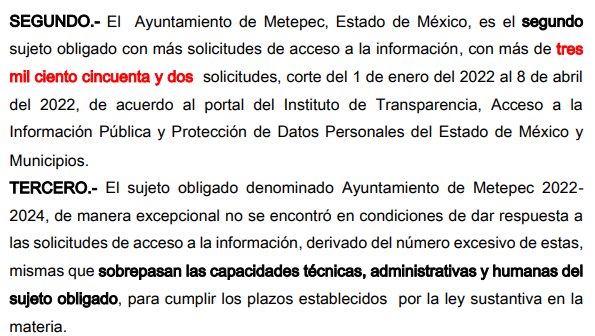 SEGUNDO.- El Ayuntamiento de Metepec, Estado de México, es el segundo
sujeto obligado con más solicitudes de acceso a la información, con más de tres
mil ciento cincuenta y dos solicitudes, corte del 1 de enero del 2022 al 8 de abril
del 2022, de acuerdo al portal del Instituto de Transparencia, Acceso a la
Información Pública y Protección de Datos Personales del Estado de México y
Municipios.
TERCERO.- El sujeto obligado denominado Ayuntamiento de Metepec 2022-
2024, de manera excepcional no se encontró en condiciones de dar respuesta a
las solicitudes de acceso a la información, derivado del número excesivo de estas,
mismas que sobrepasan las capacidades técnicas, administrativas y humanas del
sujeto obligado, para cumplir los plazos establecidos por la ley sustantiva en la
materia.